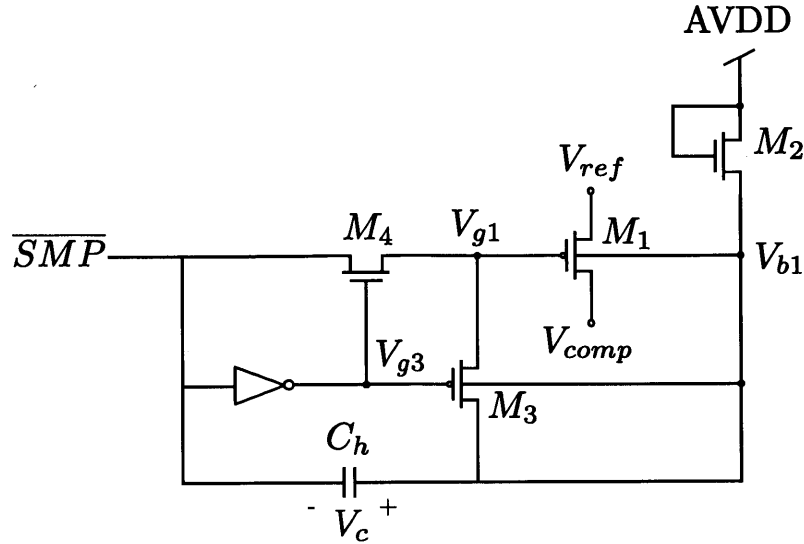 AVDD
M2
Vref
M4
Vg1
M1
SMP
Vb1
Vcomp
Vg3
M3
Ch
- +
Vc